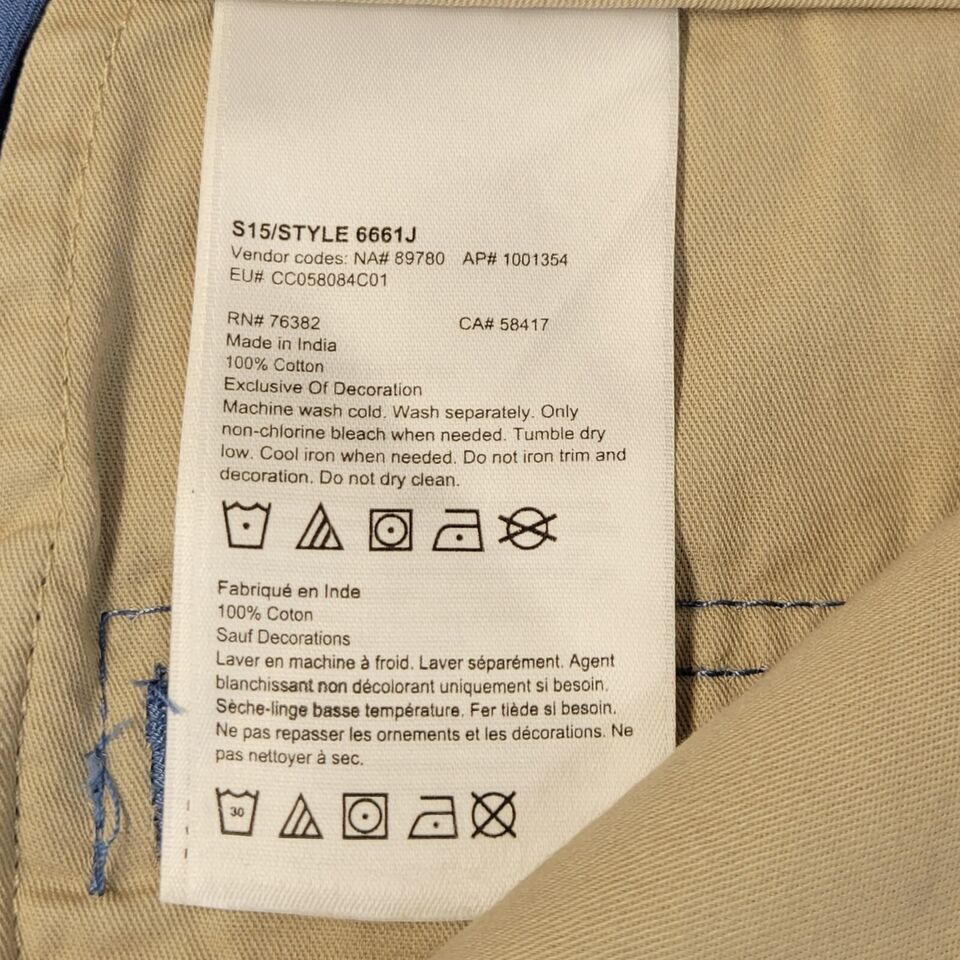 S15/STYLE 6661J
Vendor codes: NA# 89780 AP# 1001354
EU# CC058084C01
RN# 76382 CA# 58417
Made in India
100% Cotton
Exclusive Of Decoration
Machine wash cold. Wash separately. Only
non-chlorine bleach when needed. Tumble dry
low. Cool iron when needed. Do not iron trim and
decoration. Do not dry clean.
Fabriqué en Inde
100% Coton
Sauf Decorations
Laver en machine à froid. Laver séparément. Agent
blanchissant non décolorant uniquement si besoin.
Sèche-linge basse température. Fer tiède si besoin.
Ne pas repasser les ornements et les décorations. Ne
pas nettoyer à sec.
30